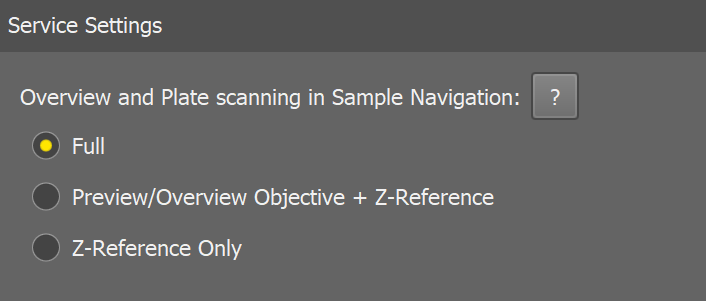 Service Settings
Overview and Plate scanning in Sample Navigation: ?
Full
Preview/Overview Objective + Z-Reference
Z-Reference Only